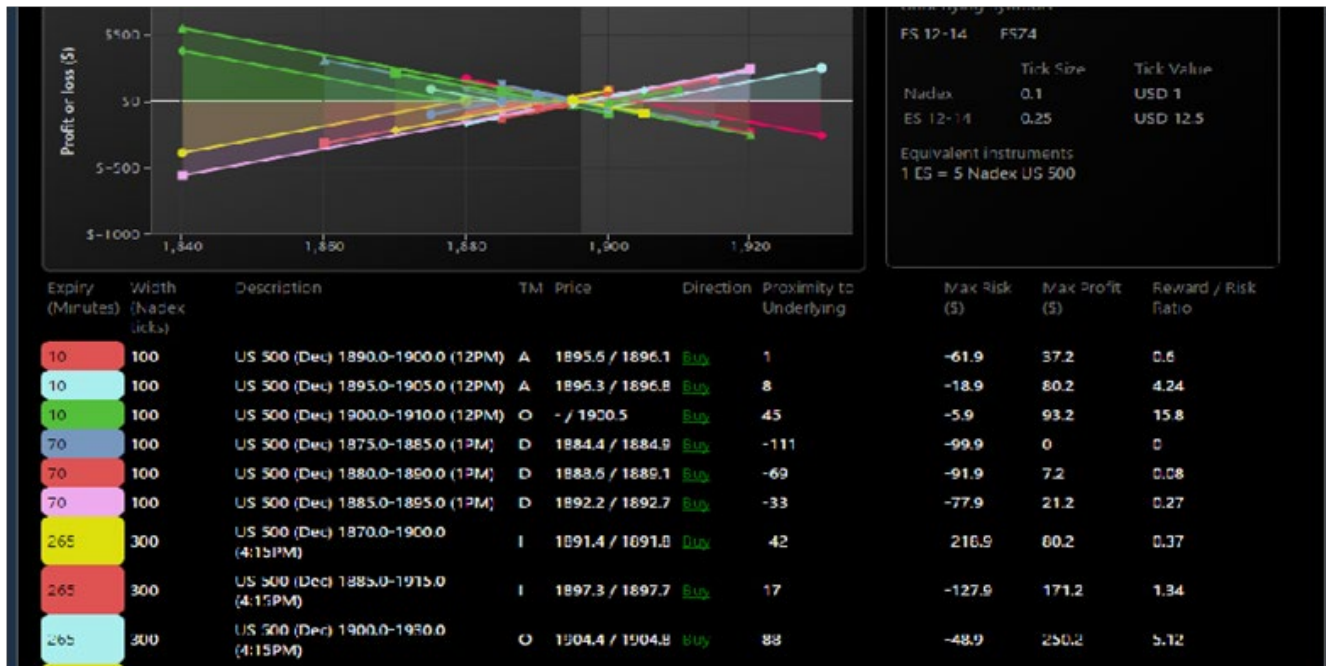 $500
$0
$-500
$-1000
Profit or loss ($)
1,840 1,860 1,880 1,900 1,920
ES 12-14 ES74
Tick Size Tick Value
Nadex 0.1 USD 1
ES 12-14 0.25 USD 12.5
Equivalent instruments
1 ES = 5 Nadex US 500
Expiry Width Description TM Price Direction Proximity to Max Risk Max Profit Reward / Risk
(Minutes) (Nadex Underlying ($) ($) Ratio
ticks)
10 100 US 500 (Dec) 1890.0-1900.0 (12PM) A 1895.6 / 1896.1 Buy 1 -61.9 37.2 0.6
10 100 US 500 (Dec) 1895.0-1905.0 (12PM) A 1896.3 / 1896.8 Buy 8 -18.9 80.2 4.24
10 100 US 500 (Dec) 1900.0-1910.0 (12PM) O - / 1900.5 Buy 45 -5.9 93.2 15.8
70 100 US 500 (Dec) 1875.0-1885.0 (1PM) D 1884.4 / 1884.9 Buy -111 -99.9 0 0
70 100 US 500 (Dec) 1880.0-1890.0 (1PM) D 1888.6 / 1889.1 Buy -69 -91.9 7.2 0.08
70 100 US 500 (Dec) 1885.0-1895.0 (1PM) D 1892.2 / 1892.7 Buy -33 -77.9 21.2 0.27
265 300 US 500 (Dec) 1870.0-1900.0 I 1891.4 / 1891.8 Buy -42 218.9 80.2 0.37
(4:15PM)
265 300 US 500 (Dec) 1885.0-1915.0 I 1897.3 / 1897.7 Buy 17 -127.9 171.2 1.34
(4:15PM)
265 300 US 500 (Dec) 1900.0-1930.0 O 1904.4 / 1904.8 Buy 88 -48.9 250.2 5.12
(4:15PM)